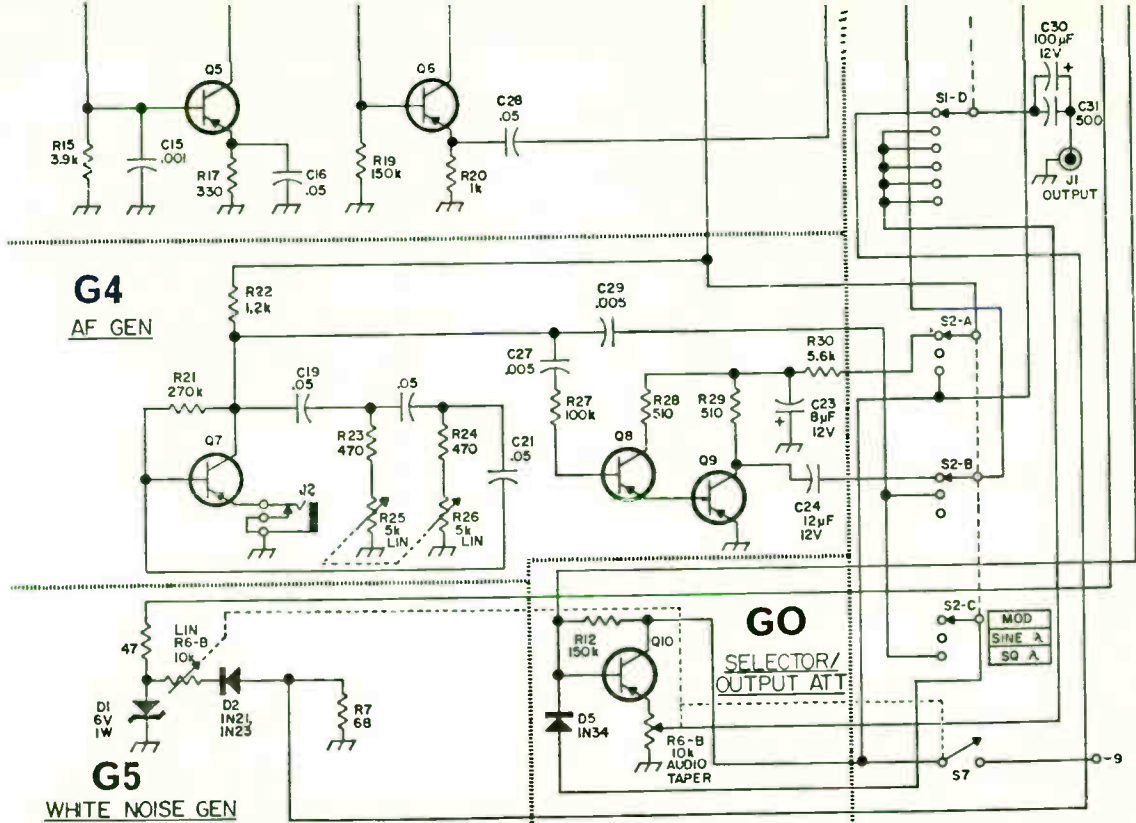 Q5
R15
3.9k
C15
.001
R17
330
C16
.05
Q6
R19
150k
C28
.05
R20
1k
C30
100µF
12V
+
S1-D
C31
500
J1
OUTPUT
G4
AF GEN
R22
1.2k
R21
270k
C19
.05
.05
Q7
J2
R23
470
R24
470
C21
.05
R25
5k
LIN
R26
5k
LIN
C29
.005
C27
.005
R27
100k
R28
510
R29
510
R30
5.6k
C23
8µF
12V
+
Q8
Q9
C24
12µF
12V
S2-A
S2-B
S2-C
MOD
SINE λ
SQ λ
47
LIN
R6-B
10k
D1
6V
1W
D2
1N21,
1N23
R7
68
G5
WHITE NOISE GEN
R12
150k
Q10
D5
1N34
R6-B
10k
AUDIO
TAPER
GO
SELECTOR/
OUTPUT ATT
S7
-9